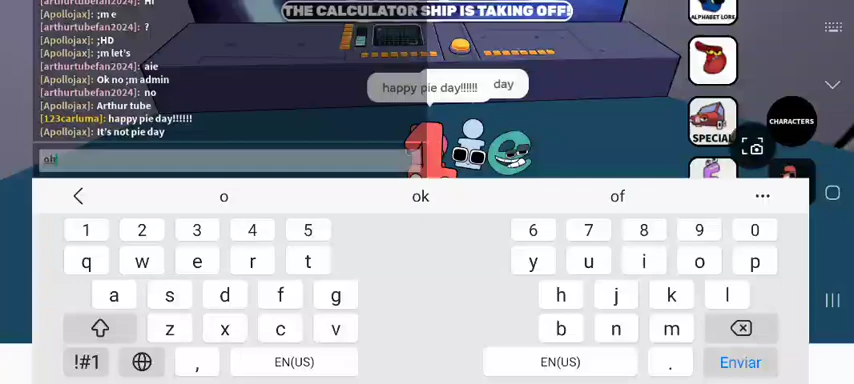 THE CALCULATOR SHIP IS TAKING OFF!
[arthurtubefan2024]: Hi
[Apollojax]: ;m e
[arthurtubefan2024]: ?
[Apollojax]: ;HD
[Apollojax]: ;m let's
[arthurtubefan2024]: aie
[Apollojax]: Ok no ;m admin
[arthurtubefan2024]: no
[Apollojax]: Arthur tube
[123carluma]: happy pie day!!!!!!
[Apollojax]: It's not pie day
happy pie day!!!!!!
day
ALPHABET LORE
SPECIAL
CHARACTERS
oh
o ok of
1 2 3 4 5 6 7 8 9 0
q w e r t y u i o p
a s d f g h j k l
z x c v b n m
!#1 , EN(US) EN(US) . Enviar